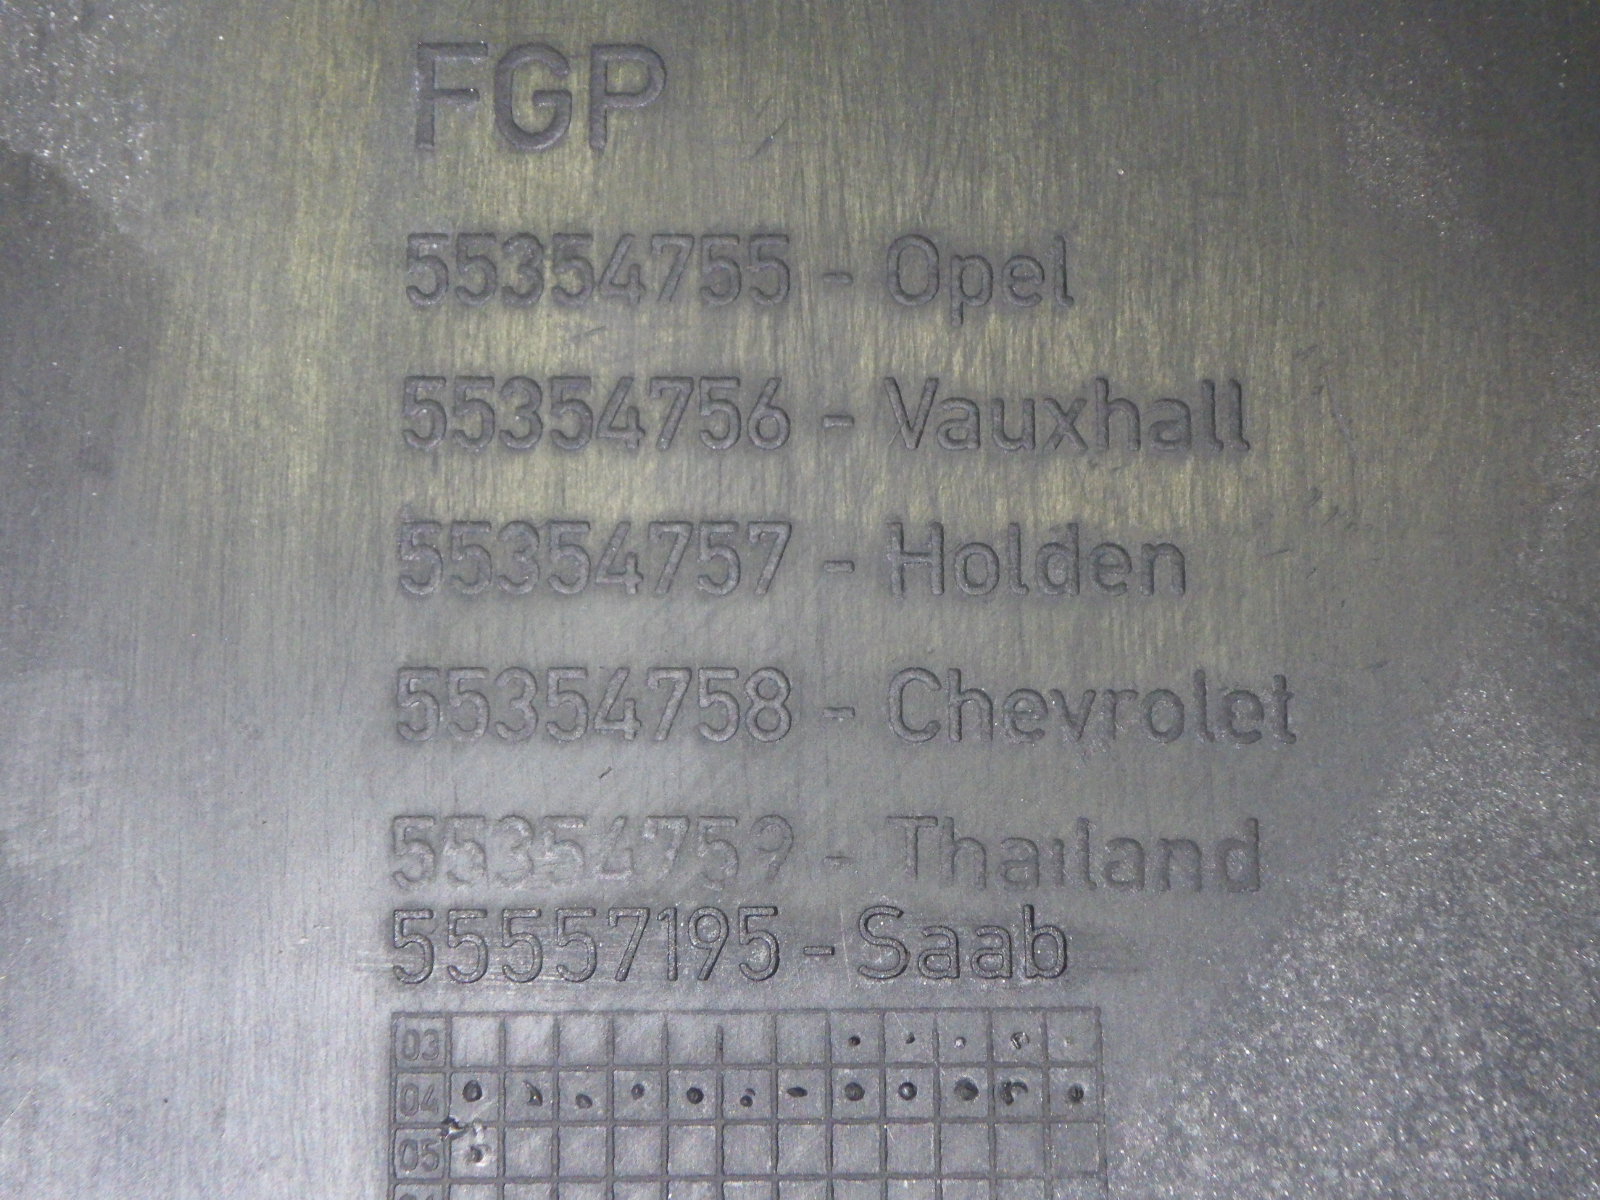 FGP
55354755 - Opel
55354756 - Vauxhall
55354757 - Holden
55354758 - Chevrolet
55354759 - Thailand
55557195 - Saab
03
04
05